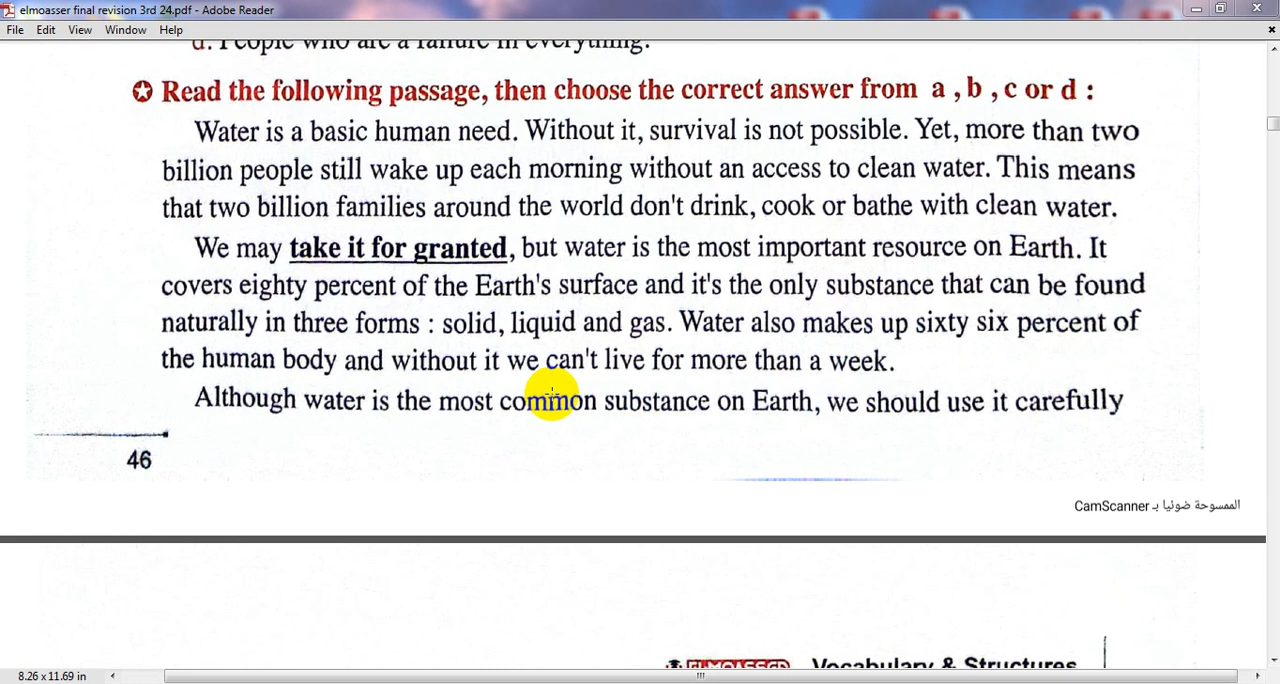 elmoasser final revision 3rd 24.pdf - Adobe Reader
File Edit View Window Help
d. People who are a failure in everything.
Read the following passage, then choose the correct answer from a , b , c or d :
Water is a basic human need. Without it, survival is not possible. Yet, more than two
billion people still wake up each morning without an access to clean water. This means
that two billion families around the world don't drink, cook or bathe with clean water.
We may take it for granted, but water is the most important resource on Earth. It
covers eighty percent of the Earth's surface and it's the only substance that can be found
naturally in three forms : solid, liquid and gas. Water also makes up sixty six percent of
the human body and without it we can't live for more than a week.
Although water is the most common substance on Earth, we should use it carefully
46
الممسوحة ضوئيا بـ CamScanner
ELMOASSER Vocabulary & Structures
8.26 x 11.69 in